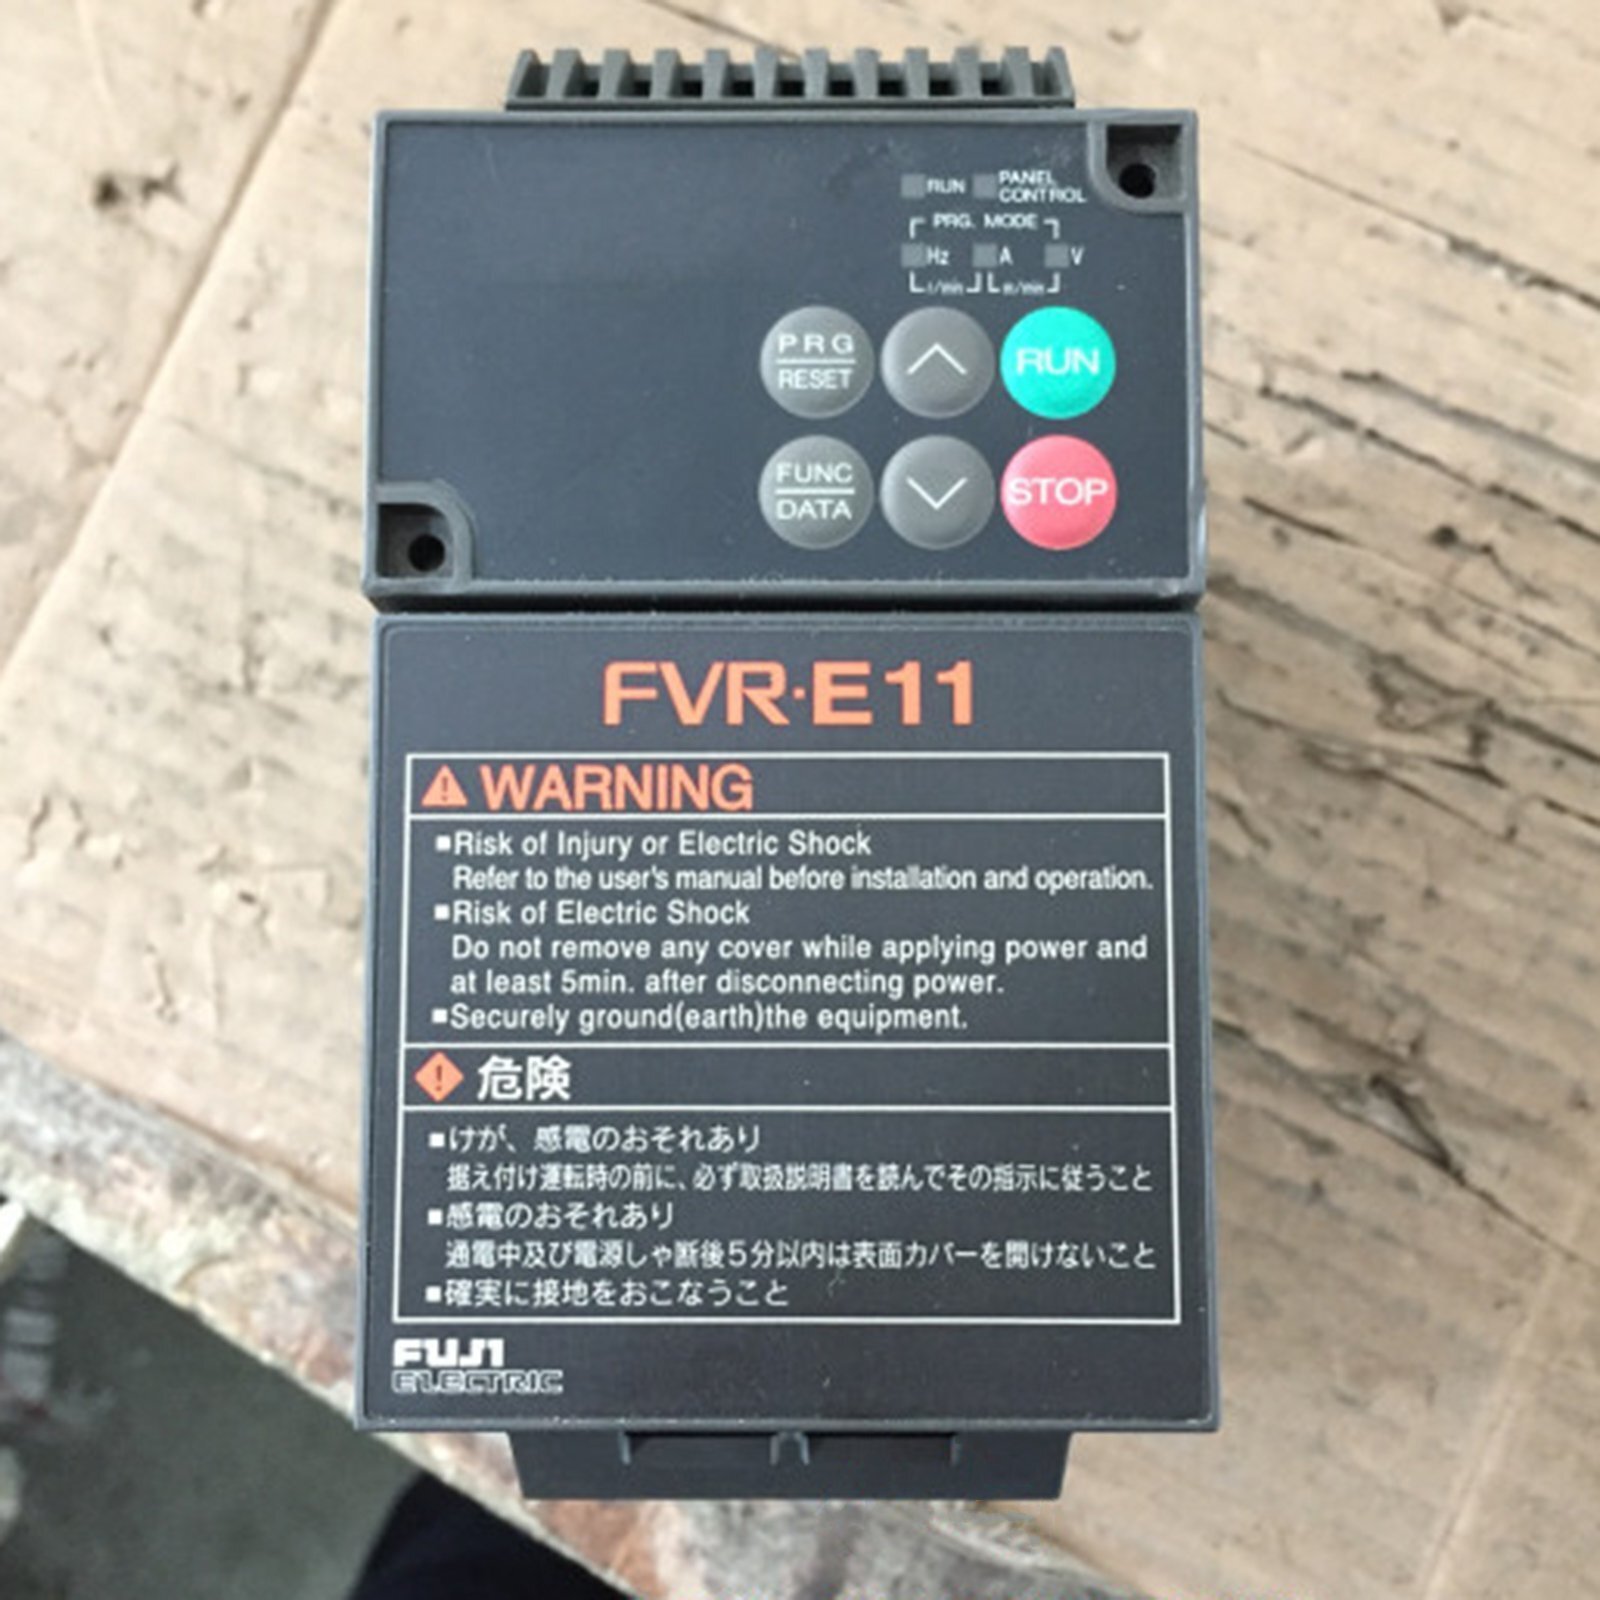 RUN PANEL
CONTROL
PRG. MODE
Hz A V
r/min m/min
PRG
RESET
RUN
FUNC
DATA
STOP
FVR·E11
WARNING
■Risk of Injury or Electric Shock
Refer to the user's manual before installation and operation.
■Risk of Electric Shock
Do not remove any cover while applying power and
at least 5min. after disconnecting power.
■Securely ground(earth)the equipment.
危険
■けが、感電のおそれあり
据え付け運転時の前に、必ず取扱説明書を読んでその指示に従うこと
■感電のおそれあり
通電中及び電源しゃ断後5分以内は表面カバーを開けないこと
■確実に接地をおこなうこと
FUJI
ELECTRIC